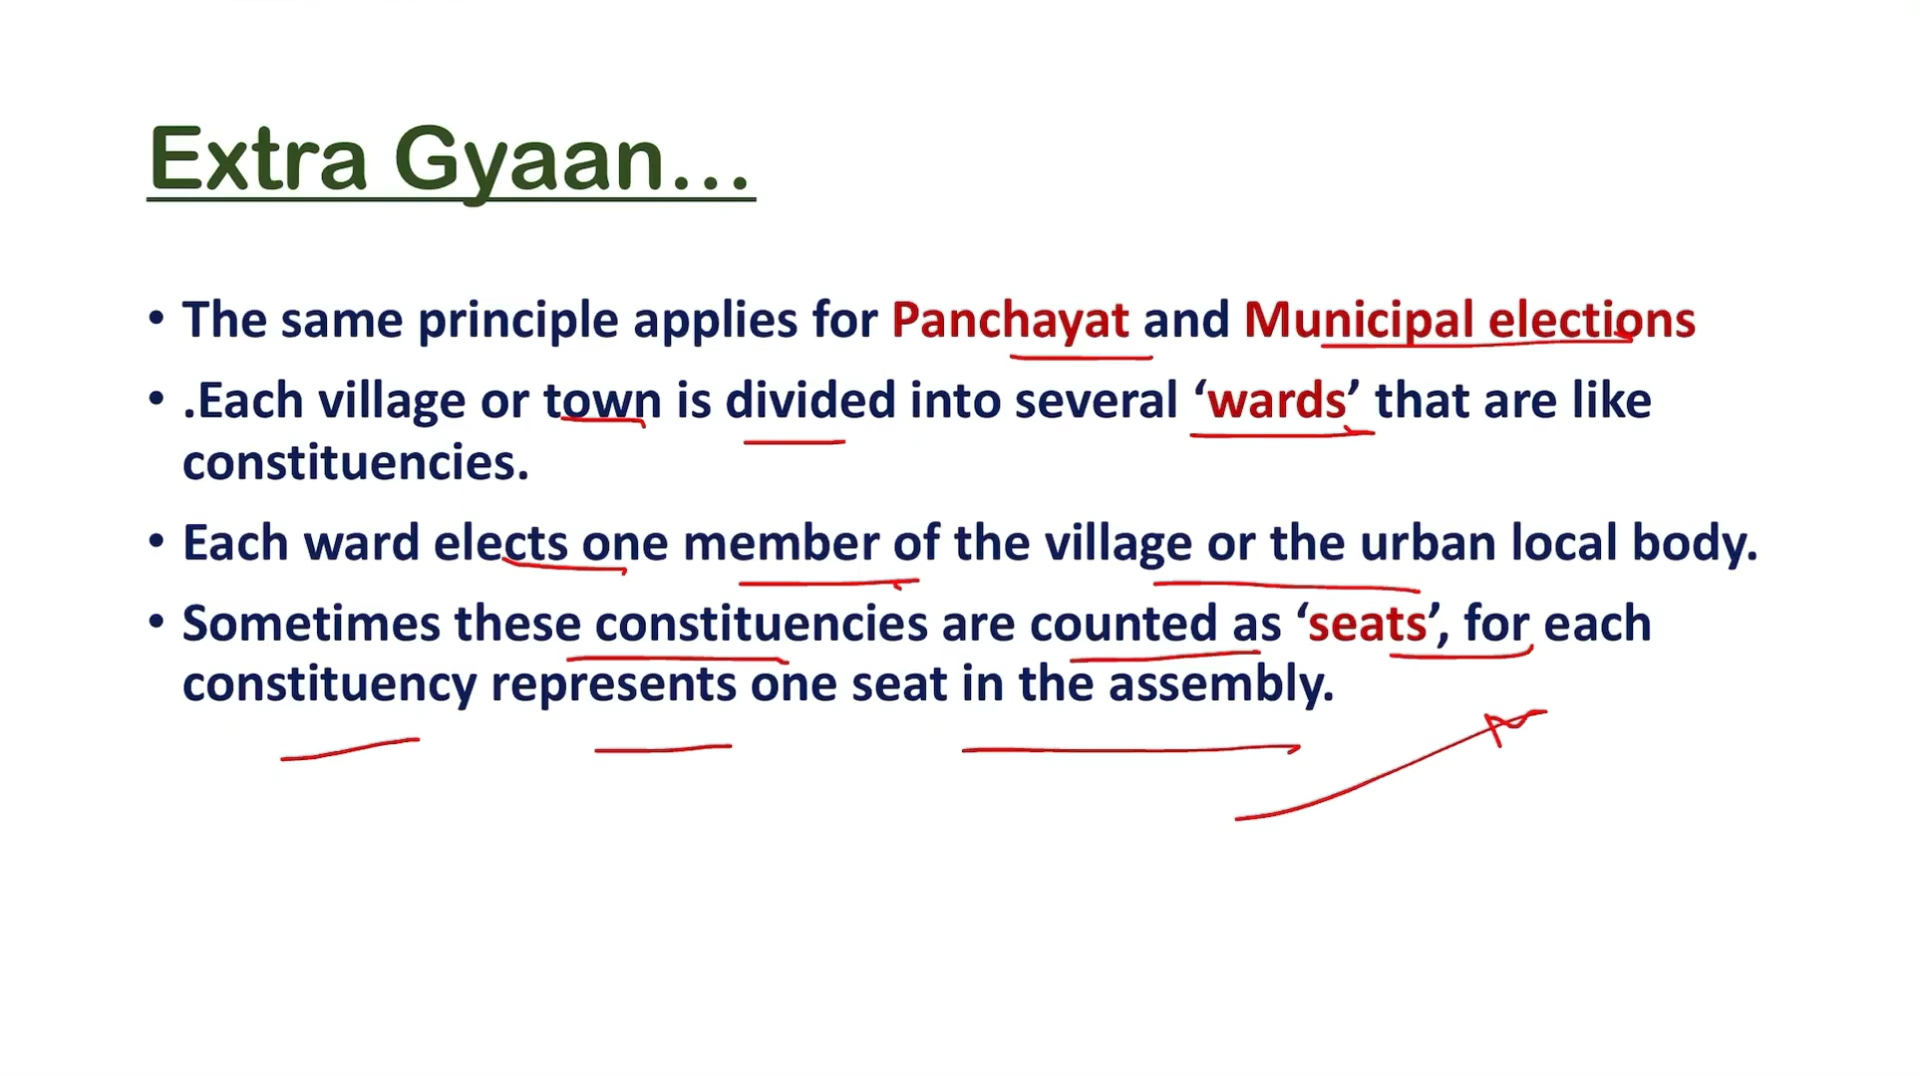 Extra Gyaan...
• The same principle applies for Panchayat and Municipal elections
• .Each village or town is divided into several ‘wards’ that are like
constituencies.
• Each ward elects one member of the village or the urban local body.
• Sometimes these constituencies are counted as ‘seats’, for each
constituency represents one seat in the assembly.